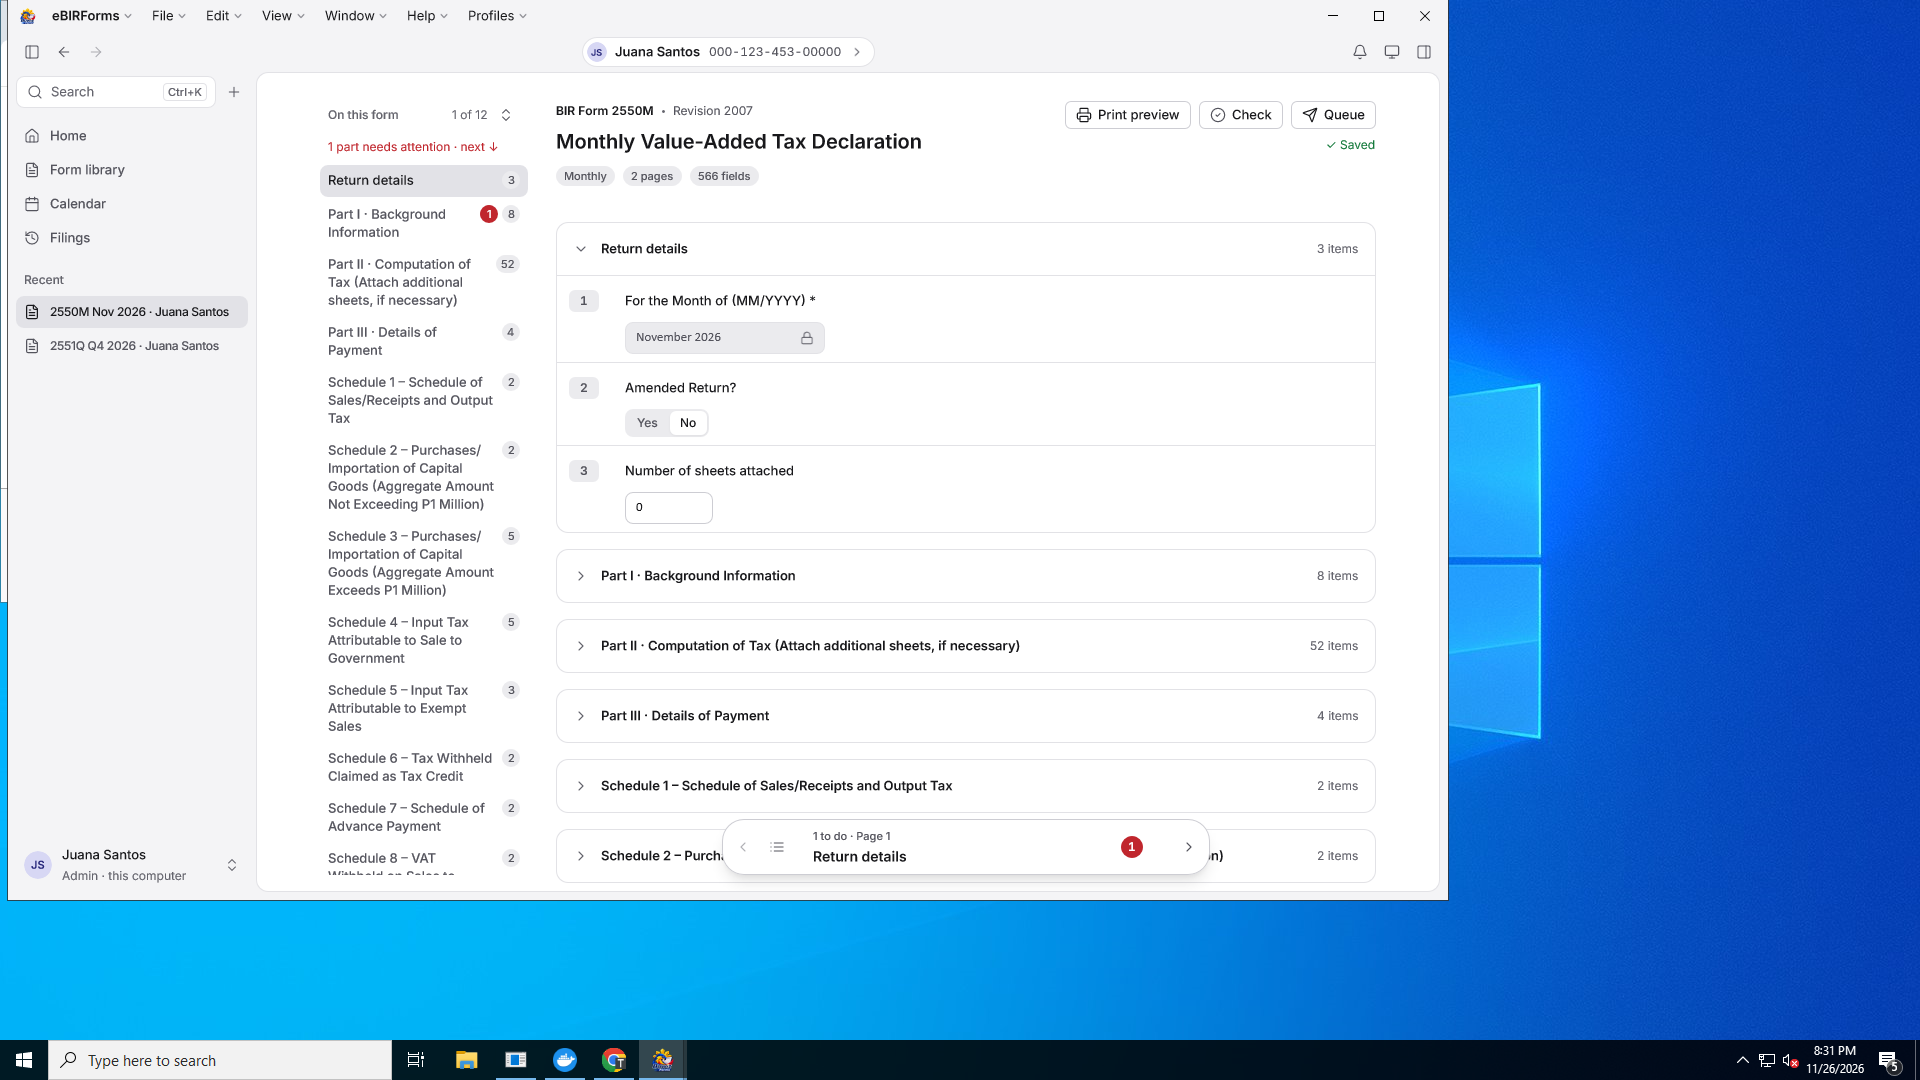 eBIRForms
File
Edit
View
Window
Help
Profiles
JS
Juana Santos 000-123-453-00000
Search
Ctrl+K
Home
Form library
Calendar
Filings
Recent
2550M Nov 2026 · Juana Santos
2551Q Q4 2026 · Juana Santos
JS
Juana Santos
Admin · this computer
On this form
1 of 12
1 part needs attention · next ↓
Return details
3
Part I · Background
Information
1
8
Part II · Computation of
Tax (Attach additional
sheets, if necessary)
52
Part III · Details of
Payment
4
Schedule 1 – Schedule of
Sales/Receipts and Output
Tax
2
Schedule 2 – Purchases/
Importation of Capital
Goods (Aggregate Amount
Not Exceeding P1 Million)
2
Schedule 3 – Purchases/
Importation of Capital
Goods (Aggregate Amount
Exceeds P1 Million)
5
Schedule 4 – Input Tax
Attributable to Sale to
Government
5
Schedule 5 – Input Tax
Attributable to Exempt
Sales
3
Schedule 6 – Tax Withheld
Claimed as Tax Credit
2
Schedule 7 – Schedule of
Advance Payment
2
Schedule 8 – VAT
Withheld on Sales to
2
BIR Form 2550M • Revision 2007
Monthly Value-Added Tax Declaration
Monthly
2 pages
566 fields
Print preview
Check
Queue
✓ Saved
Return details
3 items
1
For the Month of (MM/YYYY) *
November 2026
2
Amended Return?
Yes
No
3
Number of sheets attached
0
Part I · Background Information
8 items
Part II · Computation of Tax (Attach additional sheets, if necessary)
52 items
Part III · Details of Payment
4 items
Schedule 1 – Schedule of Sales/Receipts and Output Tax
2 items
Schedule 2 – Purch
n)
2 items
1 to do · Page 1
Return details
1
Type here to search
8:31 PM
11/26/2026
5